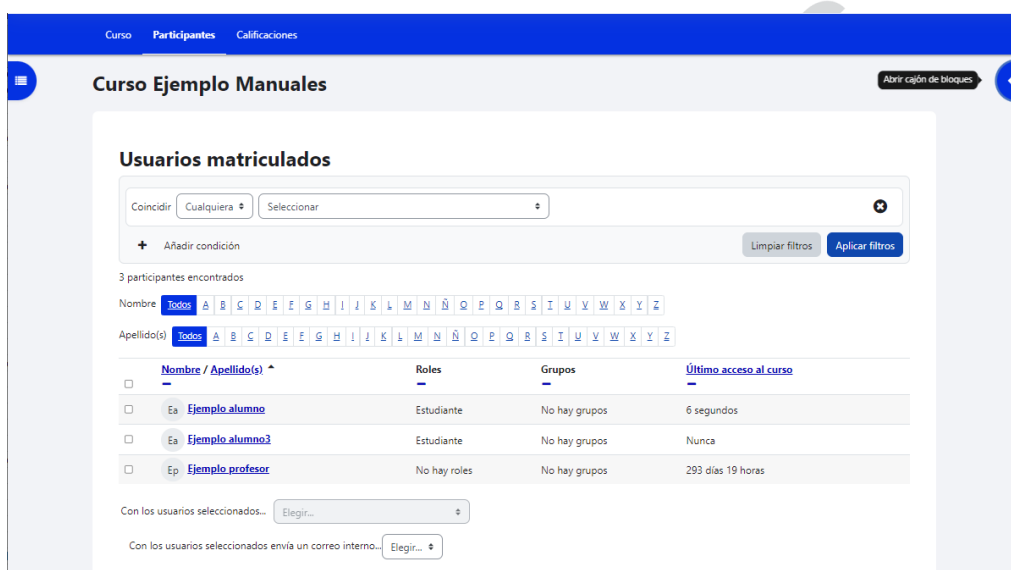 Curso Participantes Calificaciones
Curso Ejemplo Manuales
Abrir cajón de bloques
Usuarios matriculados
Coincidir Cualquiera Seleccionar
Añadir condición Limpiar filtros Aplicar filtros
3 participantes encontrados
Nombre Todos A B C D E F G H I J K L M N Ñ O P Q R S T U V W X Y Z
Apellido(s) Todos A B C D E F G H I J K L M N Ñ O P Q R S T U V W X Y Z
Nombre / Apellido(s) Roles Grupos Último acceso al curso
Ea Ejemplo alumno Estudiante No hay grupos 6 segundos
Ea Ejemplo alumno3 Estudiante No hay grupos Nunca
Ep Ejemplo profesor No hay roles No hay grupos 293 días 19 horas
Con los usuarios seleccionados... Elegir...
Con los usuarios seleccionados envía un correo interno... Elegir...